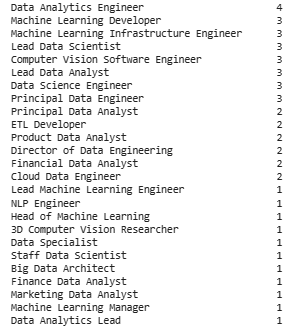 Data Analytics Engineer 4
Machine Learning Developer 3
Machine Learning Infrastructure Engineer 3
Lead Data Scientist 3
Computer Vision Software Engineer 3
Lead Data Analyst 3
Data Science Engineer 3
Principal Data Engineer 3
Principal Data Analyst 2
ETL Developer 2
Product Data Analyst 2
Director of Data Engineering 2
Financial Data Analyst 2
Cloud Data Engineer 2
Lead Machine Learning Engineer 1
NLP Engineer 1
Head of Machine Learning 1
3D Computer Vision Researcher 1
Data Specialist 1
Staff Data Scientist 1
Big Data Architect 1
Finance Data Analyst 1
Marketing Data Analyst 1
Machine Learning Manager 1
Data Analytics Lead 1